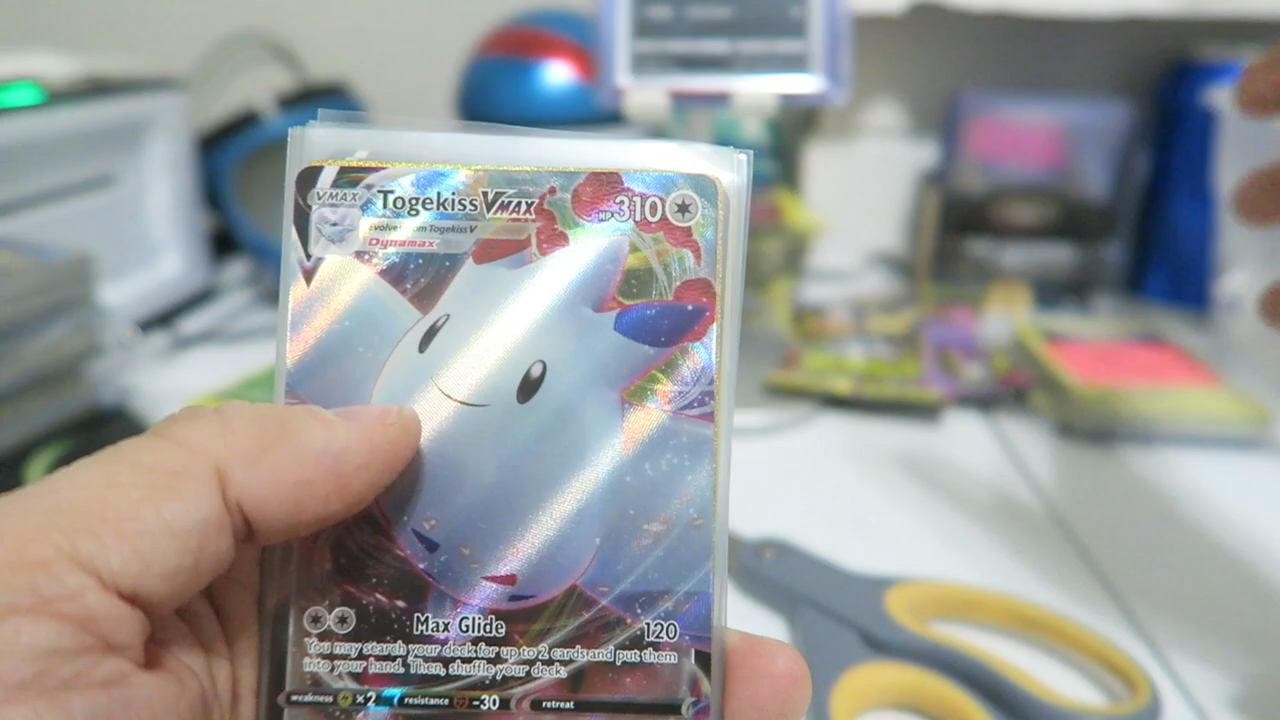 VMAX Togekiss VMAX HP 310
Evolves from Togekiss V
Dynamax
Max Glide 120
You may search your deck for up to 2 cards and put them
into your hand. Then, shuffle your deck.
weakness ×2 resistance -30 retreat